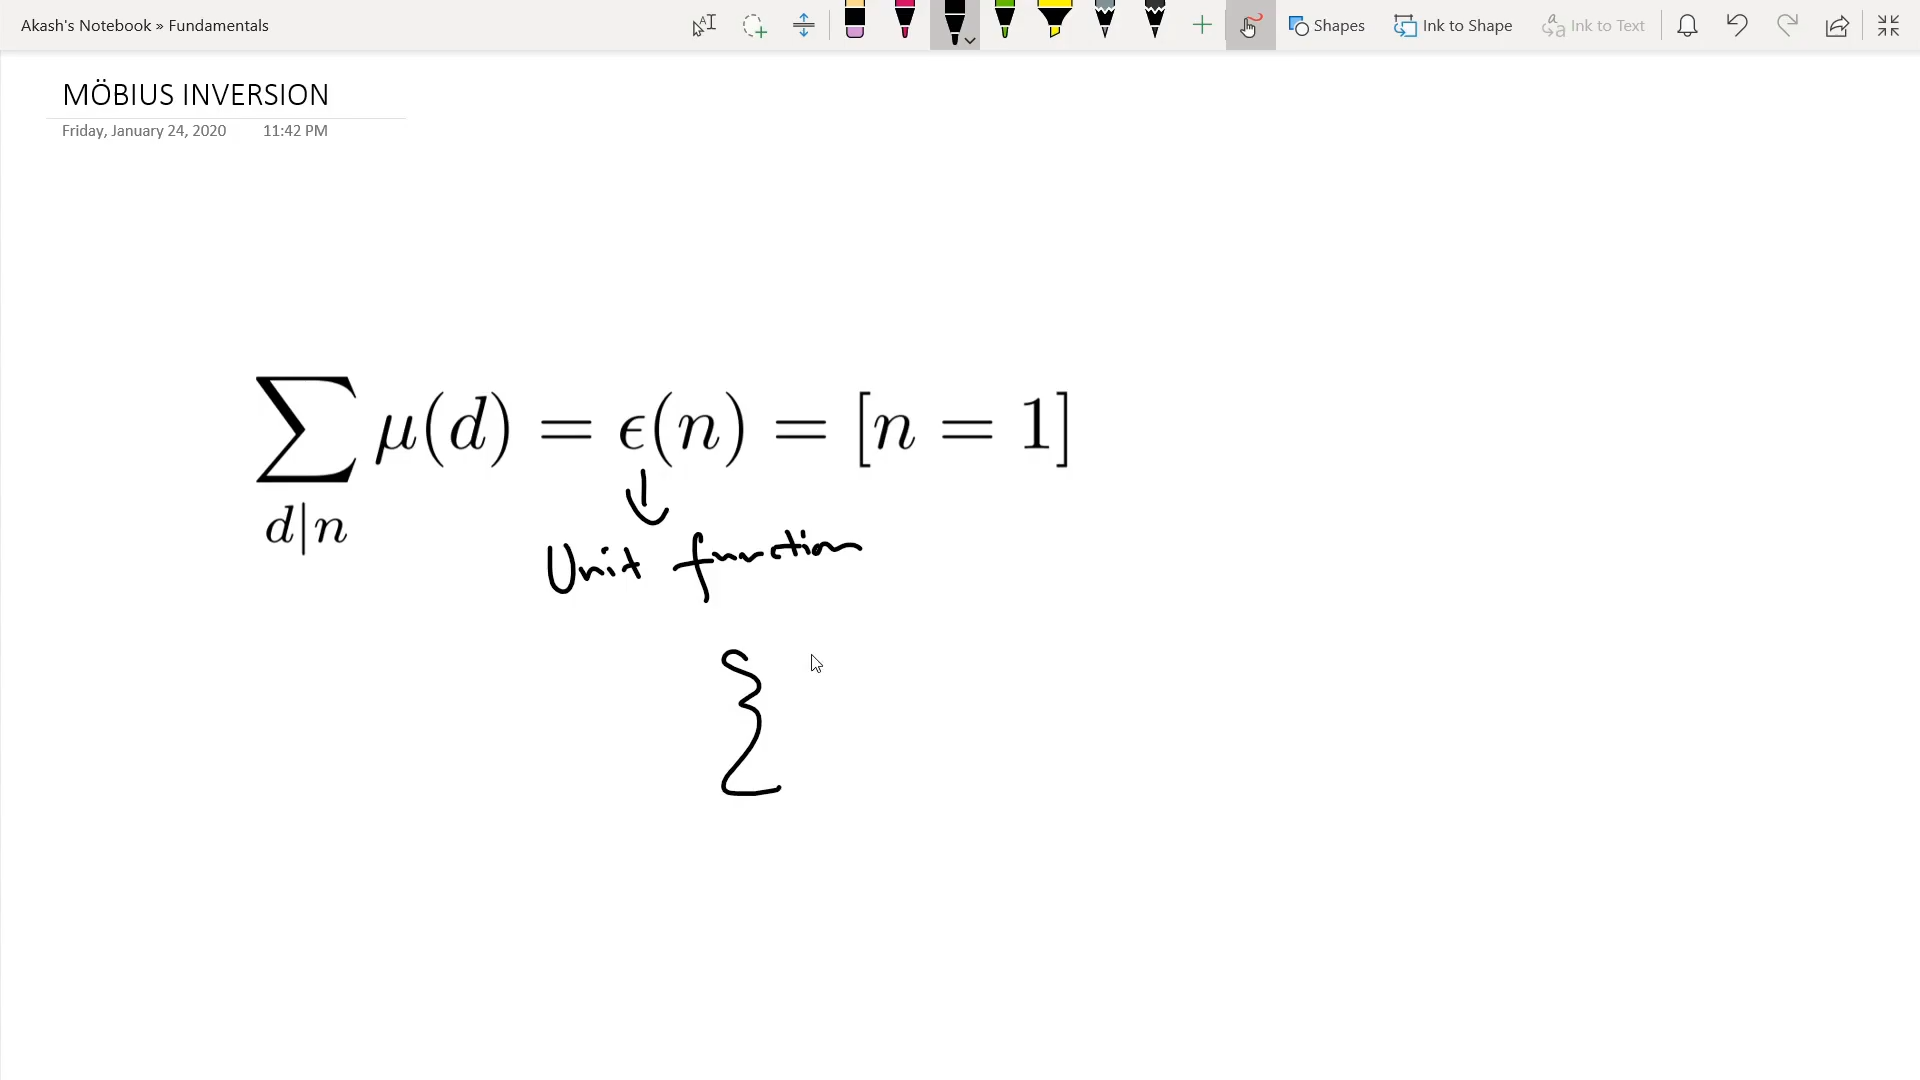 Akash's Notebook » Fundamentals
Shapes
Ink to Shape
Ink to Text
MÖBIUS INVERSION
Friday, January 24, 2020 11:42 PM
∑_{d|n} μ(d) = ϵ(n) = [n = 1]
↓
Unit function
{